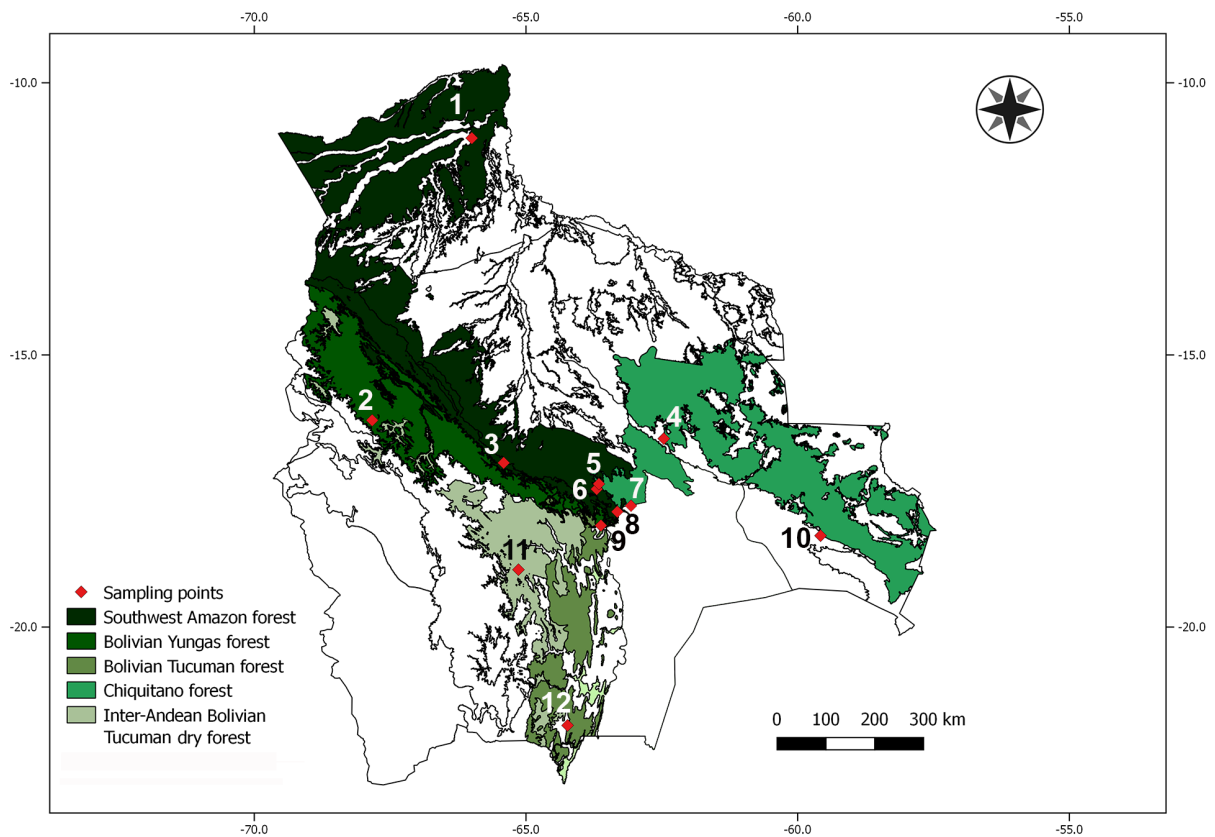 -70.0 -65.0 -60.0 -55.0
-10.0 -10.0
1
-15.0 -15.0
2
4
3
5
6 7
8
9
10
11
Sampling points
Southwest Amazon forest
-20.0 -20.0
Bolivian Yungas forest
Bolivian Tucuman forest
Chiquitano forest
12
Inter-Andean Bolivian
Tucuman dry forest
0 100 200 300 km
-70.0 -65.0 -60.0 -55.0